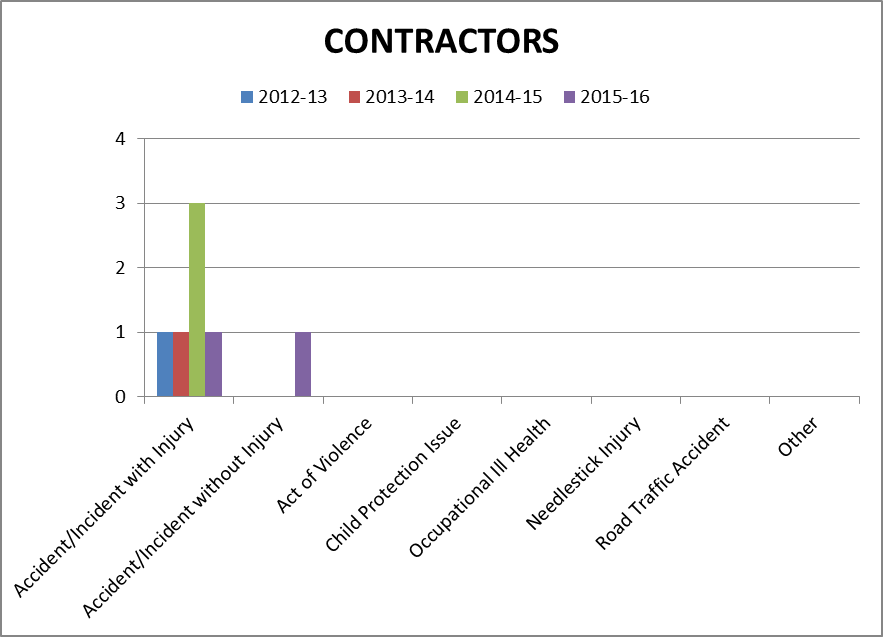 CONTRACTORS
2012-13 2013-14 2014-15 2015-16
4
3
2
1
0
Accident/Incident with Injury
Accident/Incident without Injury
Act of Violence
Child Protection Issue
Occupational Ill Health
Needlestick Injury
Road Traffic Accident
Other